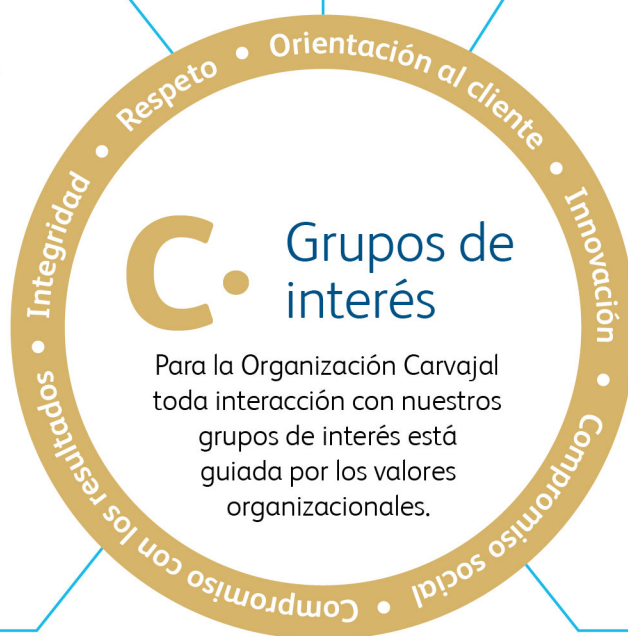 Integridad • Respeto • Orientación al cliente • Innovación • Compromiso social • Compromiso con los resultados •
C. Grupos de
interés
Para la Organización Carvajal
toda interacción con nuestros
grupos de interés está
guiada por los valores
organizacionales.